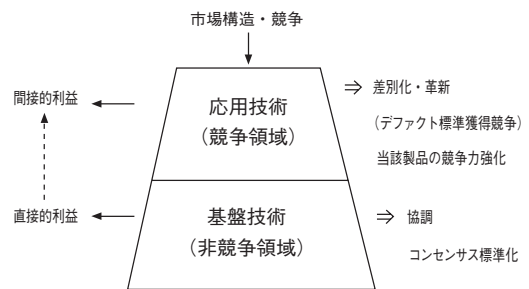 市場構造・競争
間接的利益
応用技術
(競争領域)
⇒ 差別化・革新
(デファクト標準獲得競争)
当該製品の競争力強化
直接的利益
基盤技術
(非競争領域)
⇒ 協調
コンセンサス標準化